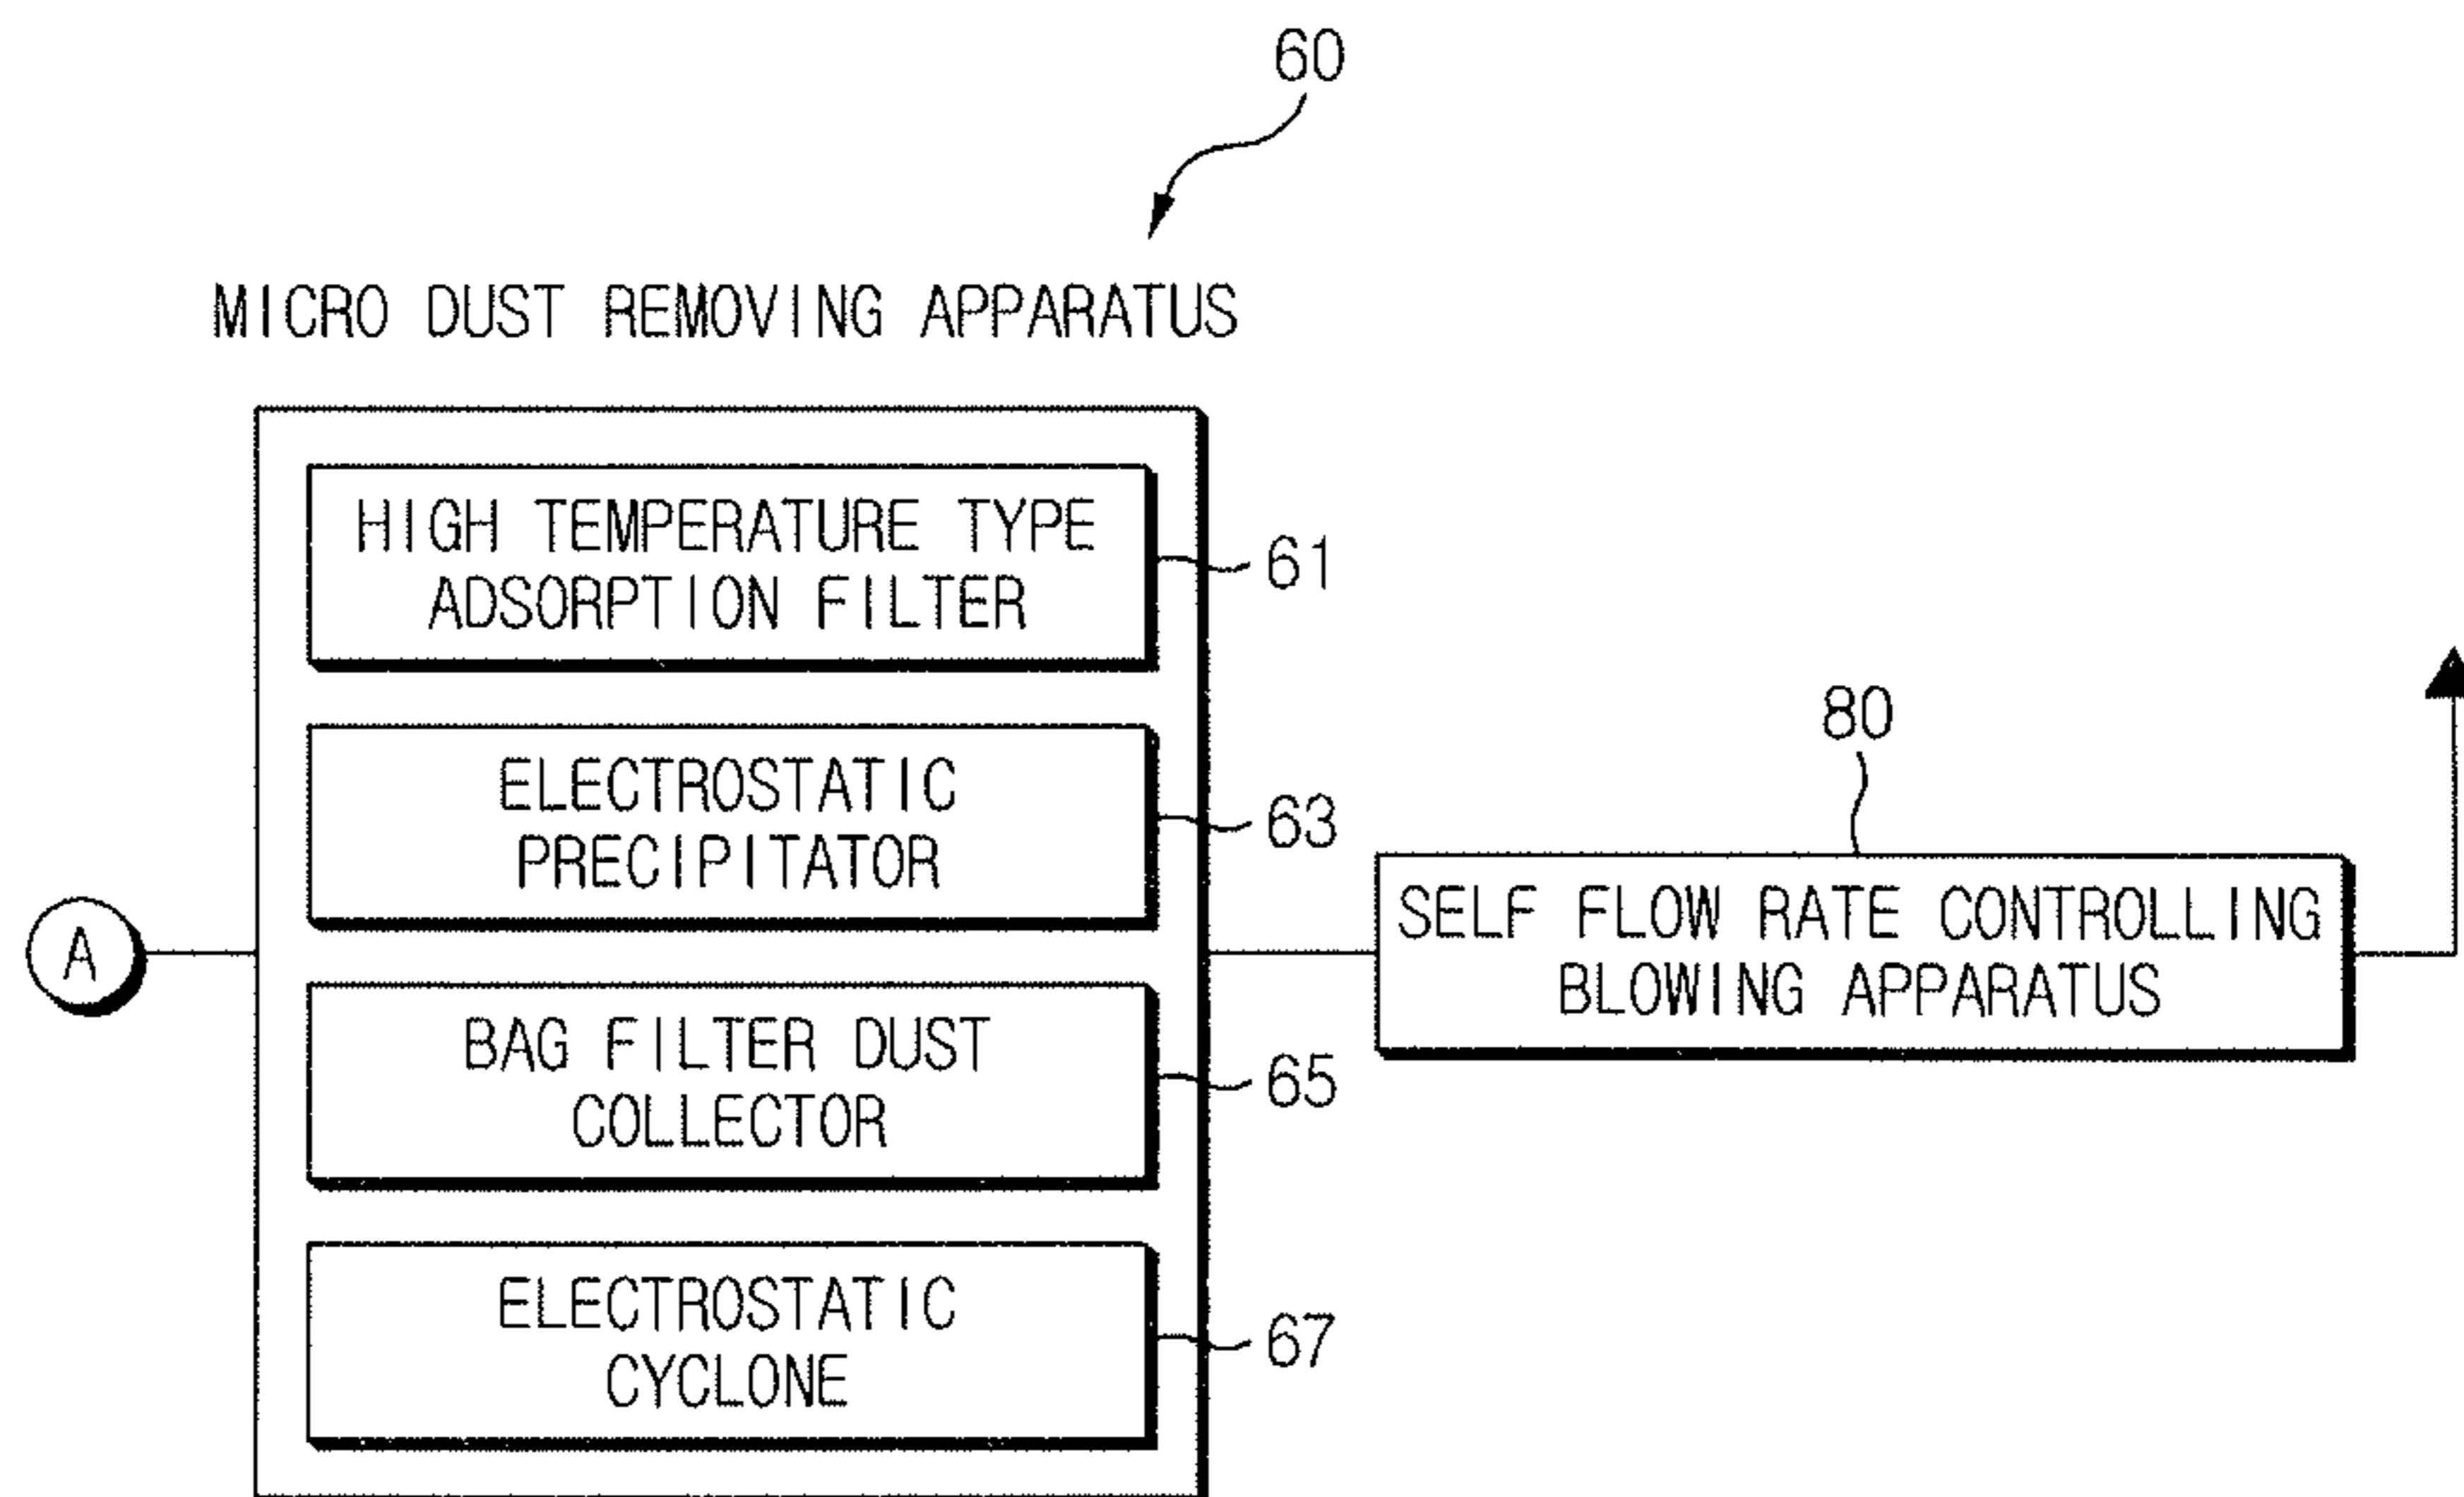 60
MICRO DUST REMOVING APPARATUS
HIGH TEMPERATURE TYPE
ADSORPTION FILTER
61
ELECTROSTATIC
PRECIPITATOR
63
BAG FILTER DUST
COLLECTOR
65
ELECTROSTATIC
CYCLONE
67
A
80
SELF FLOW RATE CONTROLLING
BLOWING APPARATUS